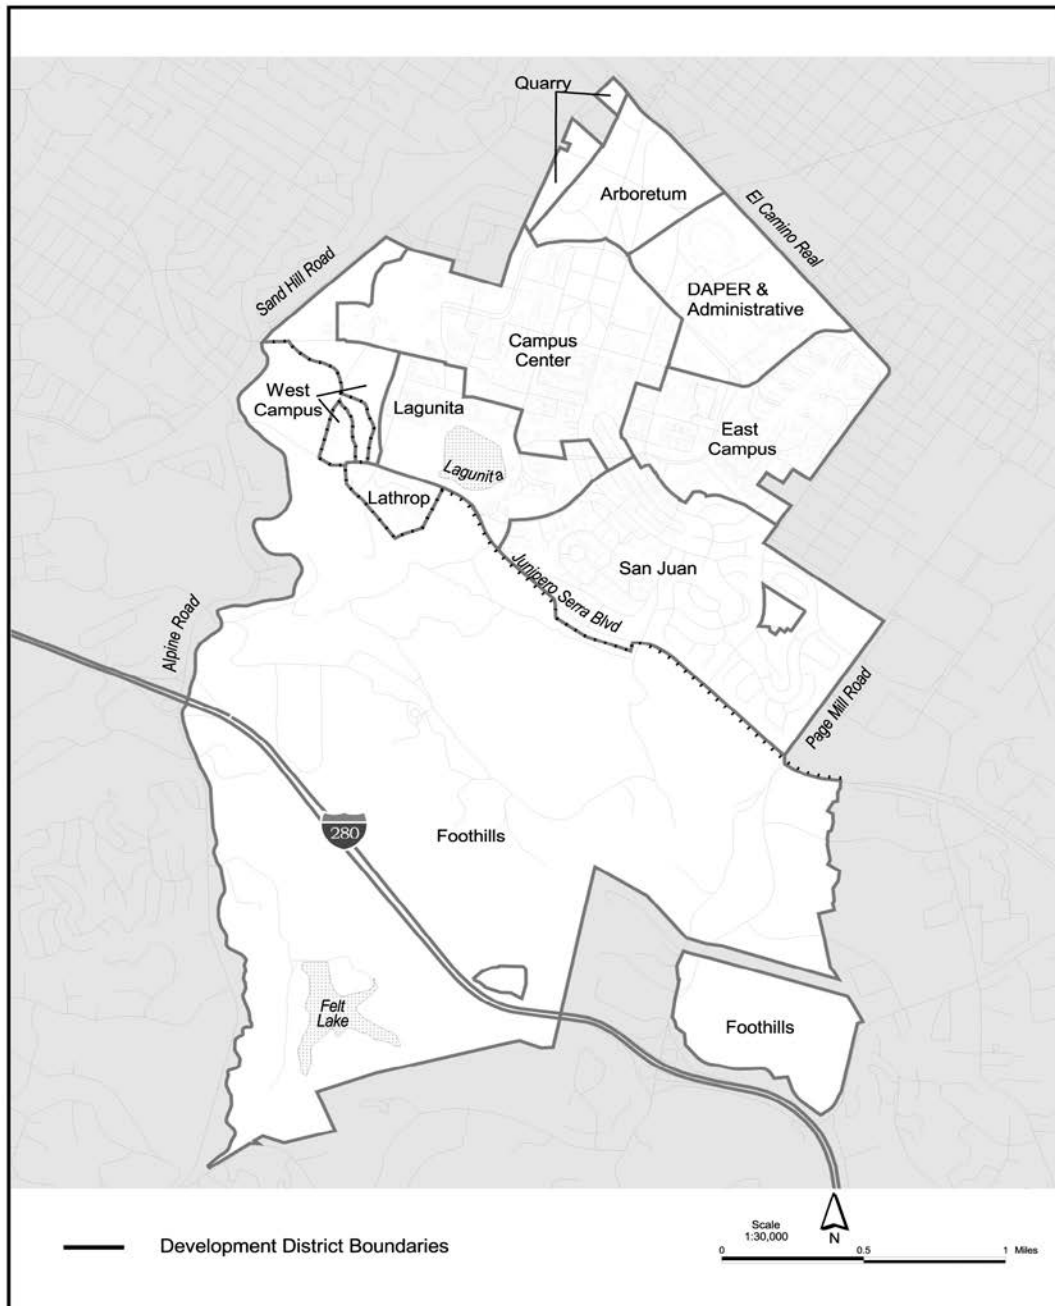 Quarry
Arboretum
El Camino Real
Sand Hill Road
DAPER &
Administrative
Campus
Center
West
Campus
Lagunita
East
Campus
Lagunita
Lathrop
San Juan
Junipero Serra Blvd
Alpine Road
Page Mill Road
280
Foothills
Felt
Lake
Foothills
Development District Boundaries
Scale
1:30,000
N
0 0.5 1 Miles